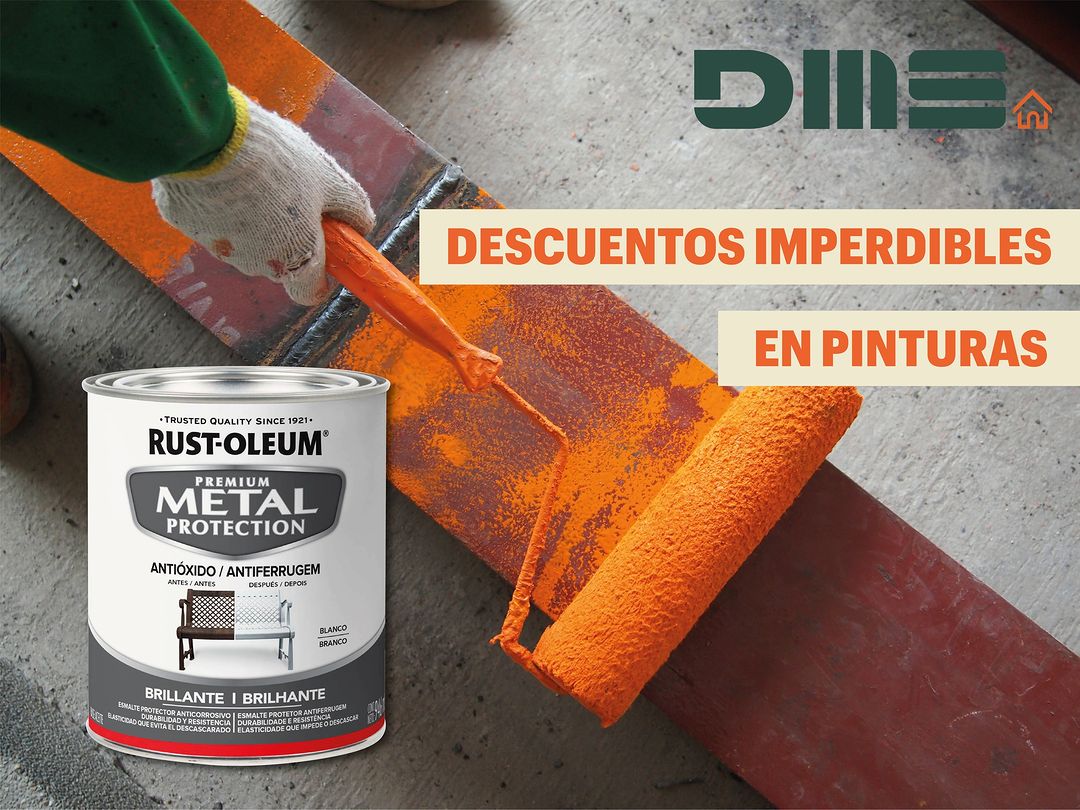 DMS
DESCUENTOS IMPERDIBLES
EN PINTURAS
•TRUSTED QUALITY SINCE 1921•
RUST-OLEUM®
PREMIUM
METAL
PROTECTION
ANTIÓXIDO / ANTIFERRUGEM
ANTES / ANTES DESPUÉS / DEPOIS
BLANCO
BRANCO
BRILLANTE | BRILHANTE
ESMALTE PROTECTOR ANTICORROSIVO | ESMALTE PROTETOR ANTIFERRUGEM
DURABILIDAD Y RESISTENCIA | DURABILIDADE E RESISTÊNCIA
ELASTICIDAD QUE EVITA EL DESCASCARADO | ELASTICIDADE QUE IMPEDE O DESCASCAR